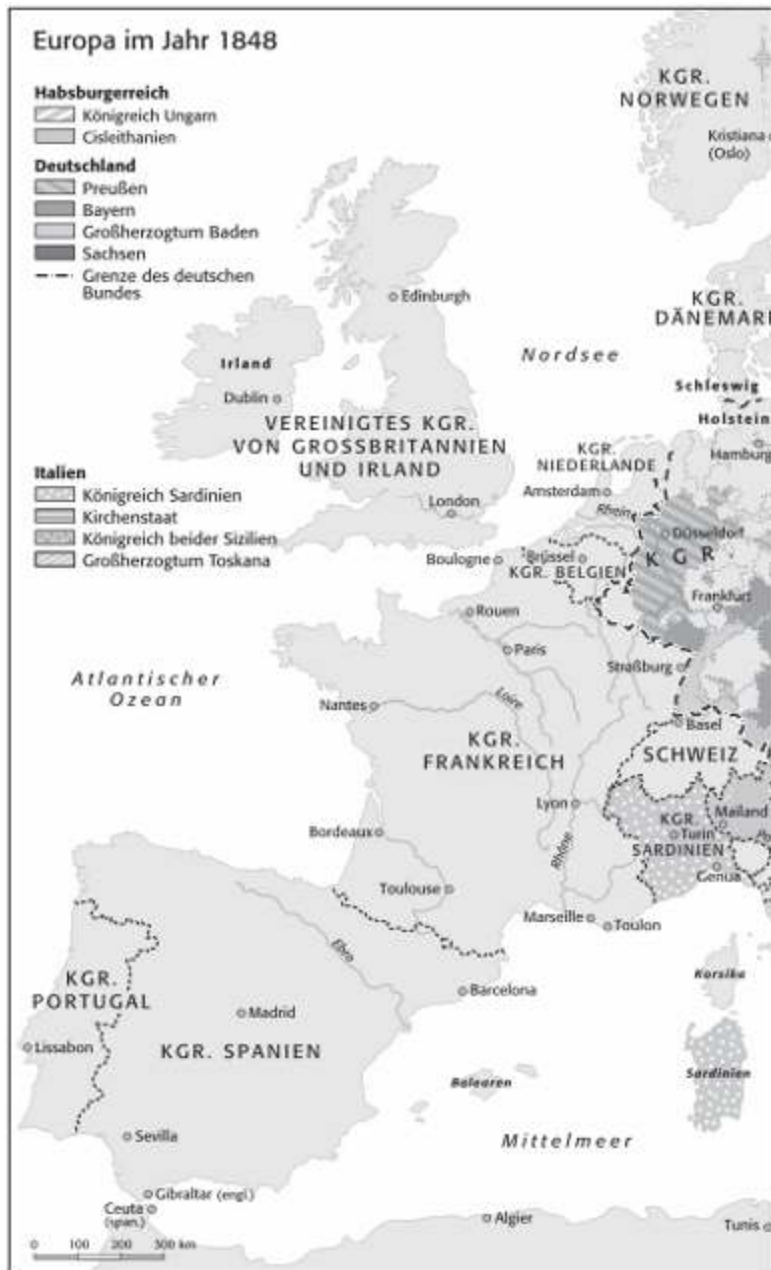 Europa im Jahr 1848
Habsburgerreich
Königreich Ungarn
Cisleithanien
Deutschland
Preußen
Bayern
Großherzogtum Baden
Sachsen
Grenze des deutschen
Bundes
Italien
Königreich Sardinien
Kirchenstaat
Königreich beider Sizilien
Großherzogtum Toskana
KGR.
NORWEGEN
Kristiana
(Oslo)
Edinburgh
KGR.
DÄNEMAR
Nordsee
Irland
Dublin
Schleswig
Holstein
Hamburg
VEREINIGTES KGR.
VON GROSSBRITANNIEN
UND IRLAND
KGR.
NIEDERLANDE
Amsterdam
London
Rhein
Düsseldorf
KGR
Boulogne
Brüssel
KGR. BELGIEN
Frankfurt
Rouen
Paris
Straßburg
Atlantischer
Ozean
Nantes
Loire
Basel
KGR.
FRANKREICH
SCHWEIZ
Lyon
KGR.
Mailand
Turin
Po
SARDINIEN
Genua
Bordeaux
Rhône
Toulouse
Marseille
Toulon
Ebro
Korsika
KGR.
PORTUGAL
Barcelona
Madrid
Lissabon
KGR. SPANIEN
Balearen
Sardinien
Sevilla
Mittelmeer
Gibraltar (engl.)
Ceuta
(span.)
Algier
Tunis
0 100 200 300 km